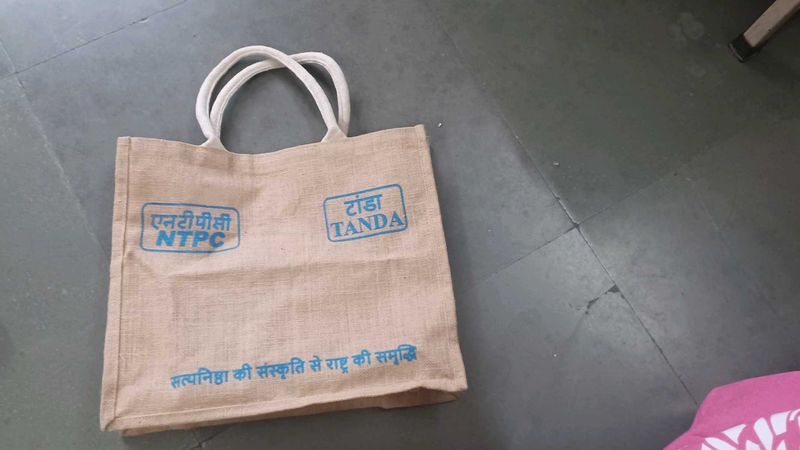 एनटीपीसी
NTPC
टांडा
TANDA
सत्यनिष्ठा की संस्कृति से राष्ट्र की समृद्धि